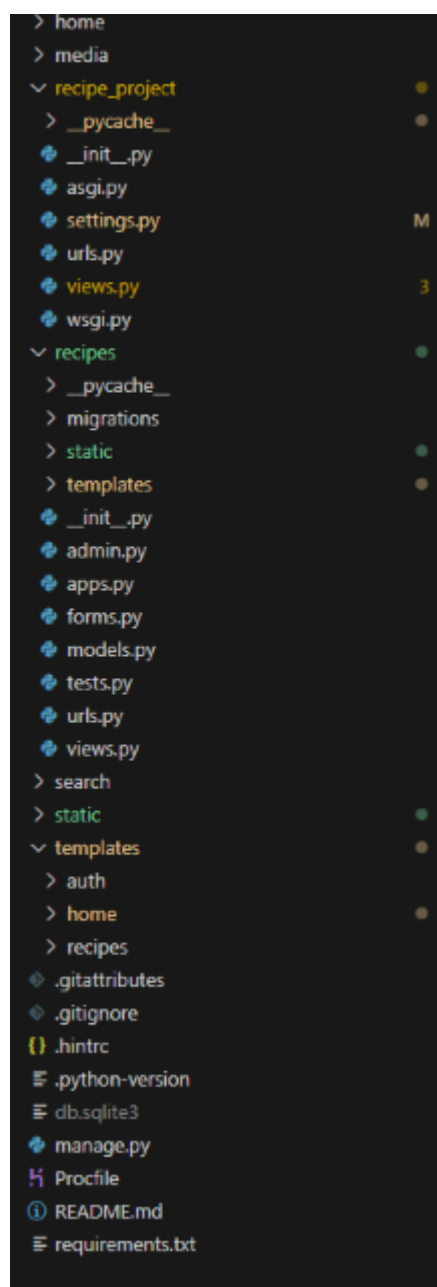 home
media
recipe_project
__pycache__
__init__.py
asgi.py
settings.py M
urls.py
views.py 3
wsgi.py
recipes
__pycache__
migrations
static
templates
__init__.py
admin.py
apps.py
forms.py
models.py
tests.py
urls.py
views.py
search
static
templates
auth
home
recipes
.gitattributes
.gitignore
{} .hintrc
.python-version
db.sqlite3
manage.py
Procfile
README.md
requirements.txt